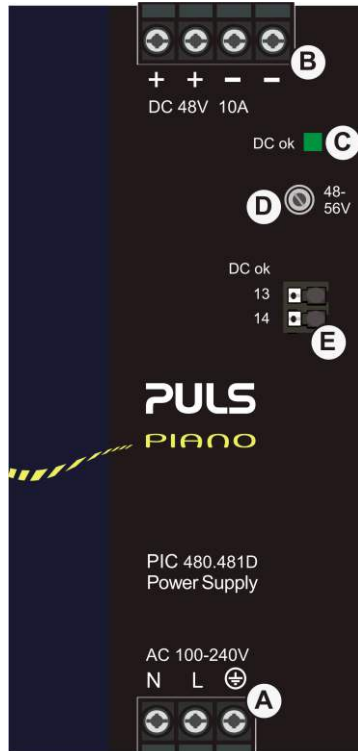 B
+ + − −
DC 48V 10A
DC ok C
D 48-
56V
DC ok
13
14
E
PULS
PIANO
PIC 480.481D
Power Supply
AC 100-240V
N L
A